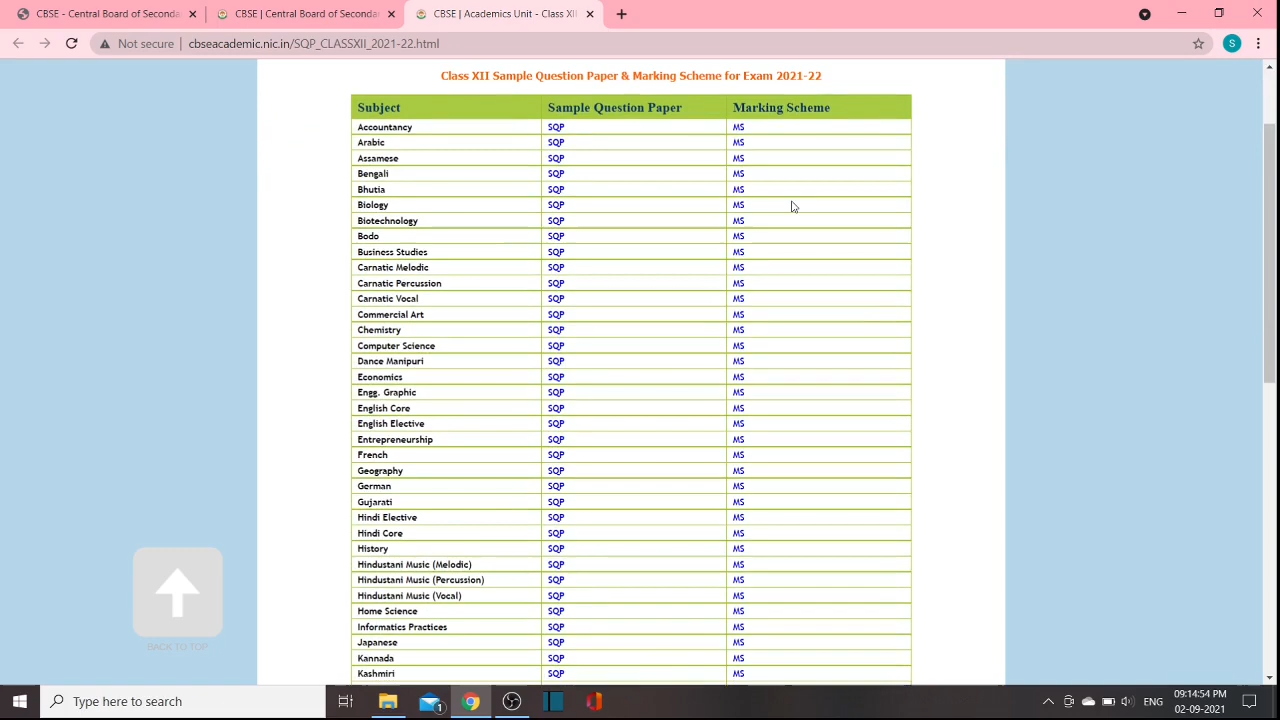 CBSE | Central Board of Seconda
CBSE | Central Board of Seconda
CBSE | Academics Unit - Class XII
Not secure | cbseacademic.nic.in/SQP_CLASSXII_2021-22.html
S
Class XII Sample Question Paper & Marking Scheme for Exam 2021-22
Subject Sample Question Paper Marking Scheme
Accountancy SQP MS
Arabic SQP MS
Assamese SQP MS
Bengali SQP MS
Bhutia SQP MS
Biology SQP MS
Biotechnology SQP MS
Bodo SQP MS
Business Studies SQP MS
Carnatic Melodic SQP MS
Carnatic Percussion SQP MS
Carnatic Vocal SQP MS
Commercial Art SQP MS
Chemistry SQP MS
Computer Science SQP MS
Dance Manipuri SQP MS
Economics SQP MS
Engg. Graphic SQP MS
English Core SQP MS
English Elective SQP MS
Entrepreneurship SQP MS
French SQP MS
Geography SQP MS
German SQP MS
Gujarati SQP MS
Hindi Elective SQP MS
Hindi Core SQP MS
History SQP MS
Hindustani Music (Melodic) SQP MS
Hindustani Music (Percussion) SQP MS
Hindustani Music (Vocal) SQP MS
Home Science SQP MS
Informatics Practices SQP MS
Japanese SQP MS
Kannada SQP MS
Kashmiri SQP MS
BACK TO TOP
Type here to search
1
ENG
09:14:54
02-09-2021